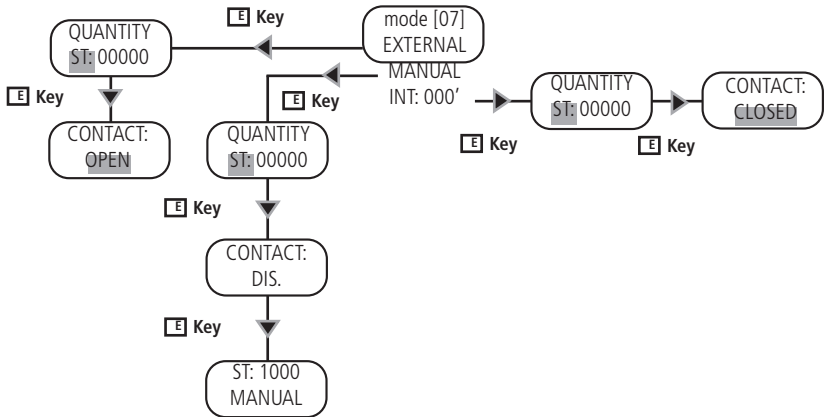 E Key
mode [07]
EXTERNAL
MANUAL
INT: 000'
QUANTITY
ST: 00000
E Key
CONTACT:
OPEN
E Key
QUANTITY
ST: 00000
E Key
CONTACT:
DIS.
E Key
ST: 1000
MANUAL
E Key
QUANTITY
ST: 00000
E Key
CONTACT:
CLOSED